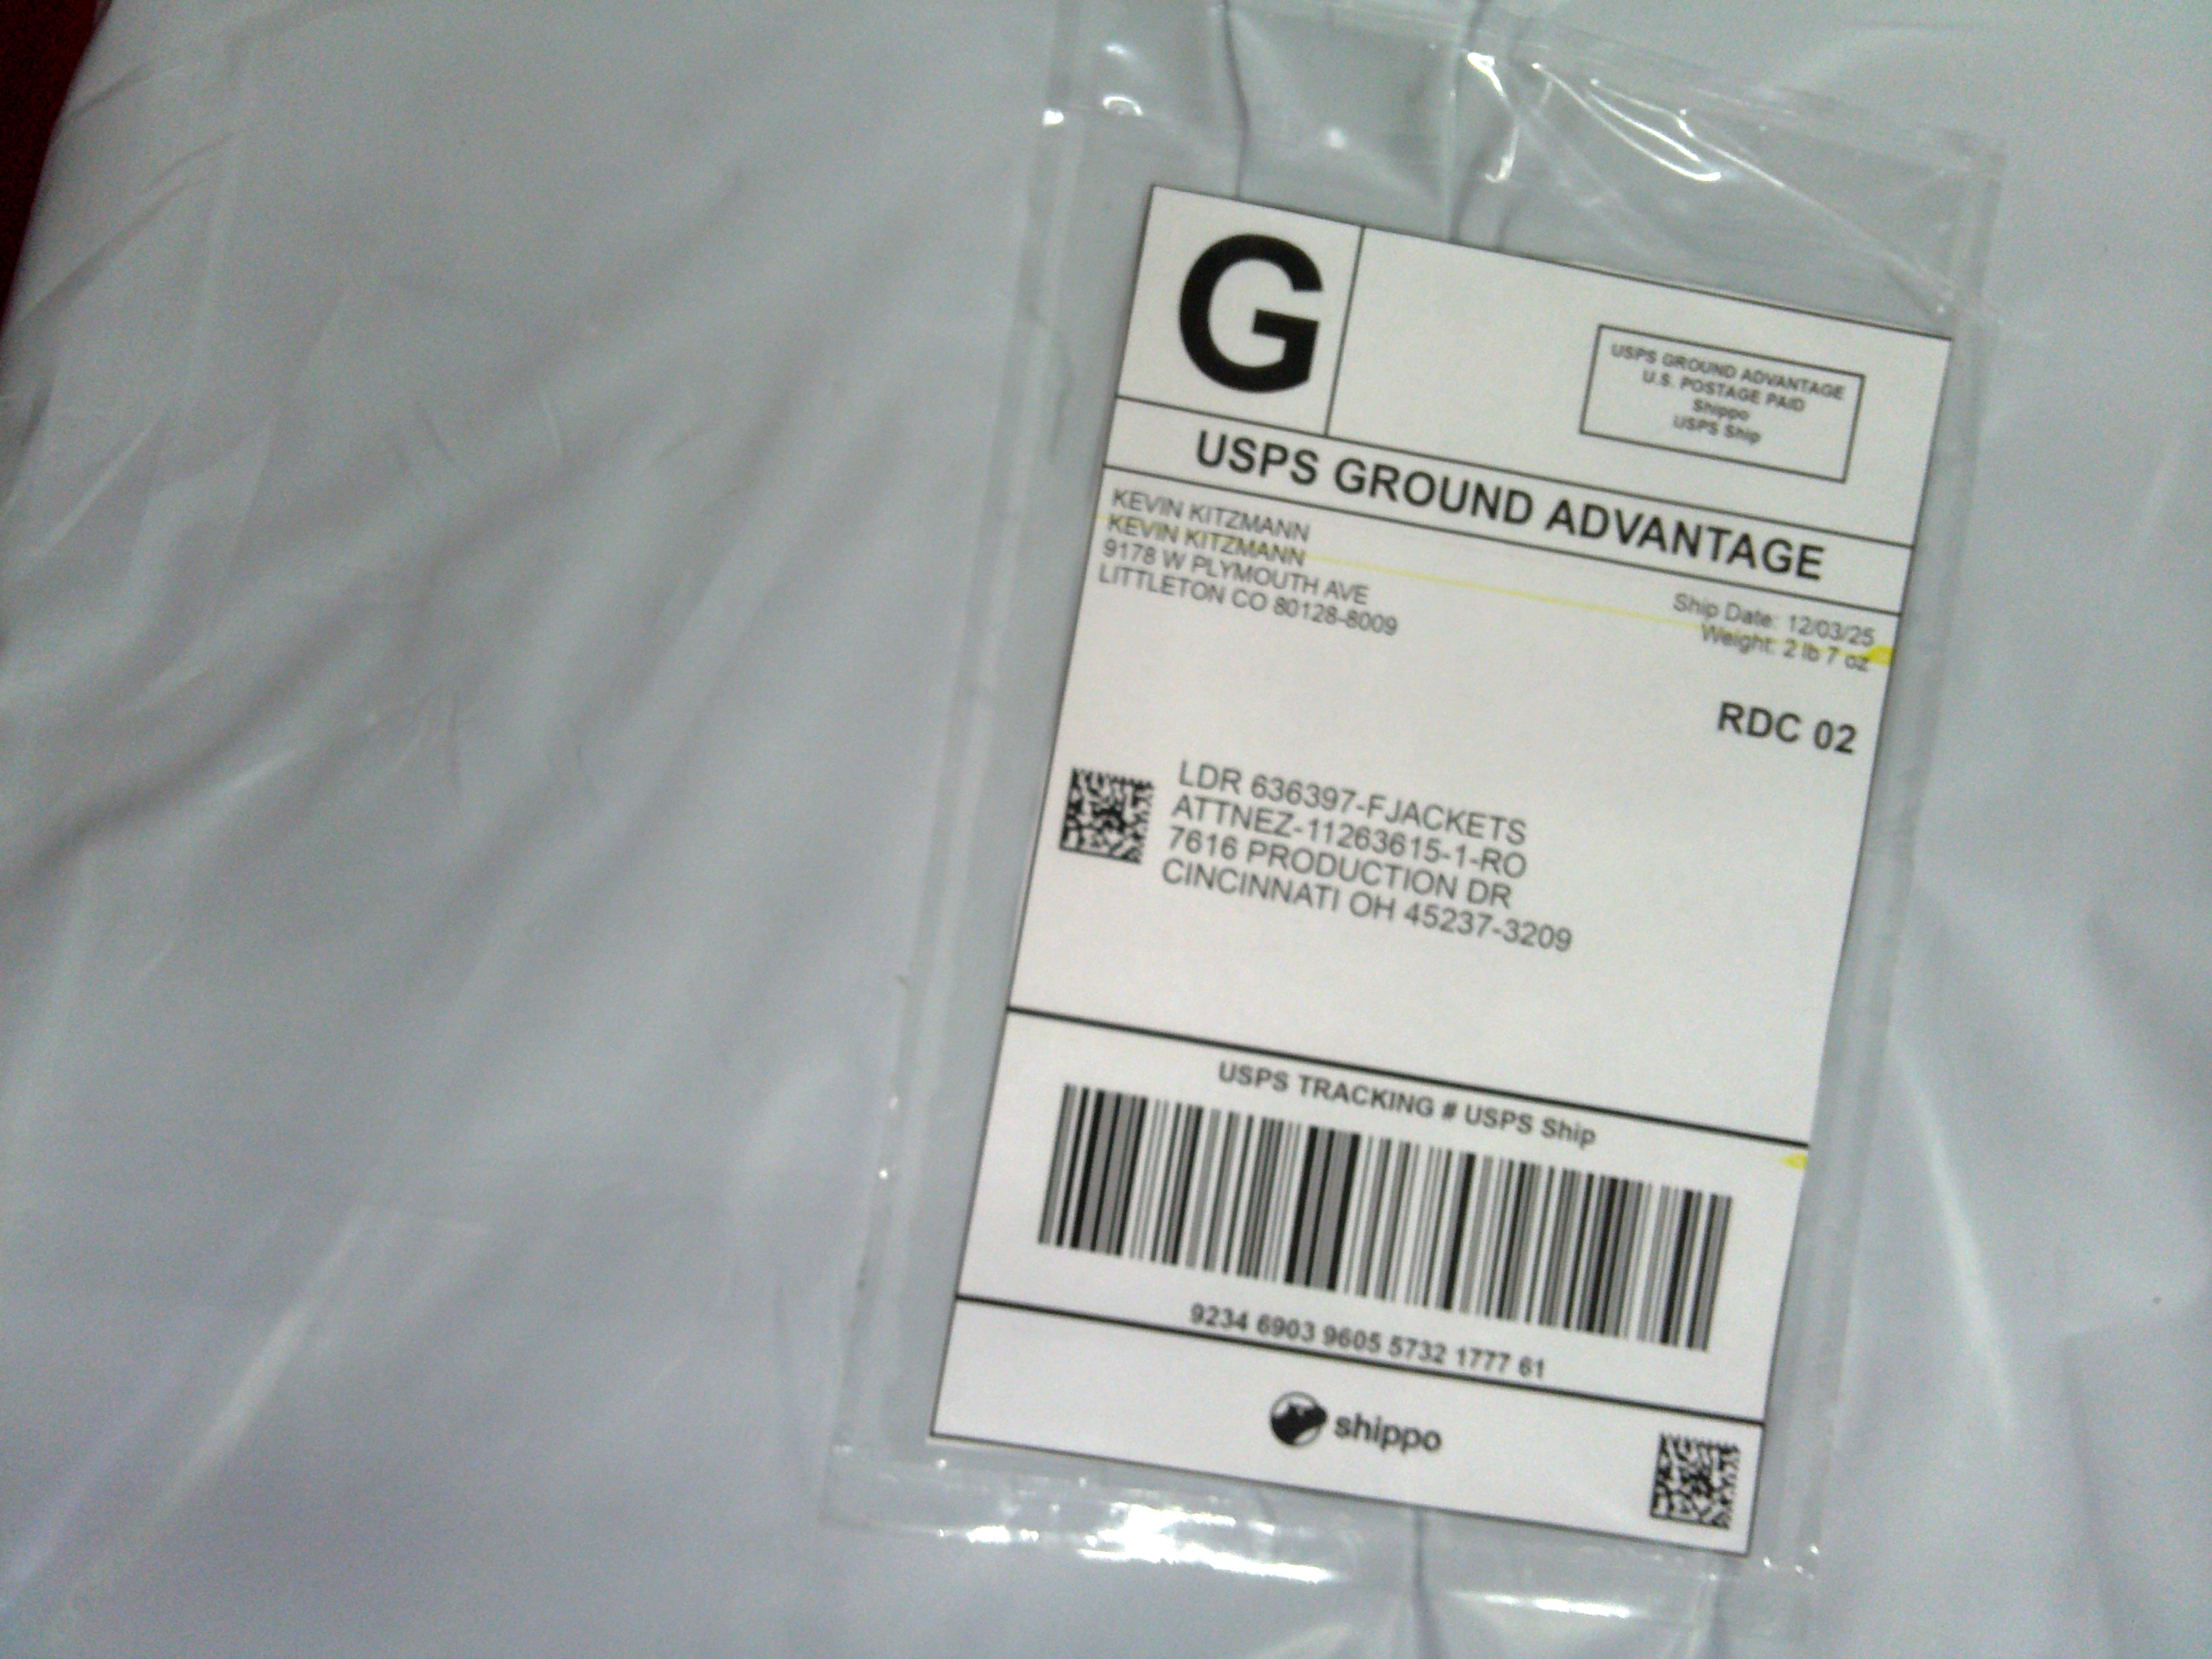 G
USPS GROUND ADVANTAGE
U.S. POSTAGE PAID
Shippo
USPS Ship
USPS GROUND ADVANTAGE
KEVIN KITZMANN
KEVIN KITZMANN
9178 W PLYMOUTH AVE
LITTLETON CO 80128-8009
Ship Date: 12/03/25
Weight: 2 lb 7 oz
RDC 02
LDR 636397-FJACKETS
ATTNEZ-11263615-1-RO
7616 PRODUCTION DR
CINCINNATI OH 45237-3209
USPS TRACKING # USPS Ship
9234 6903 9605 5732 1777 61
shippo